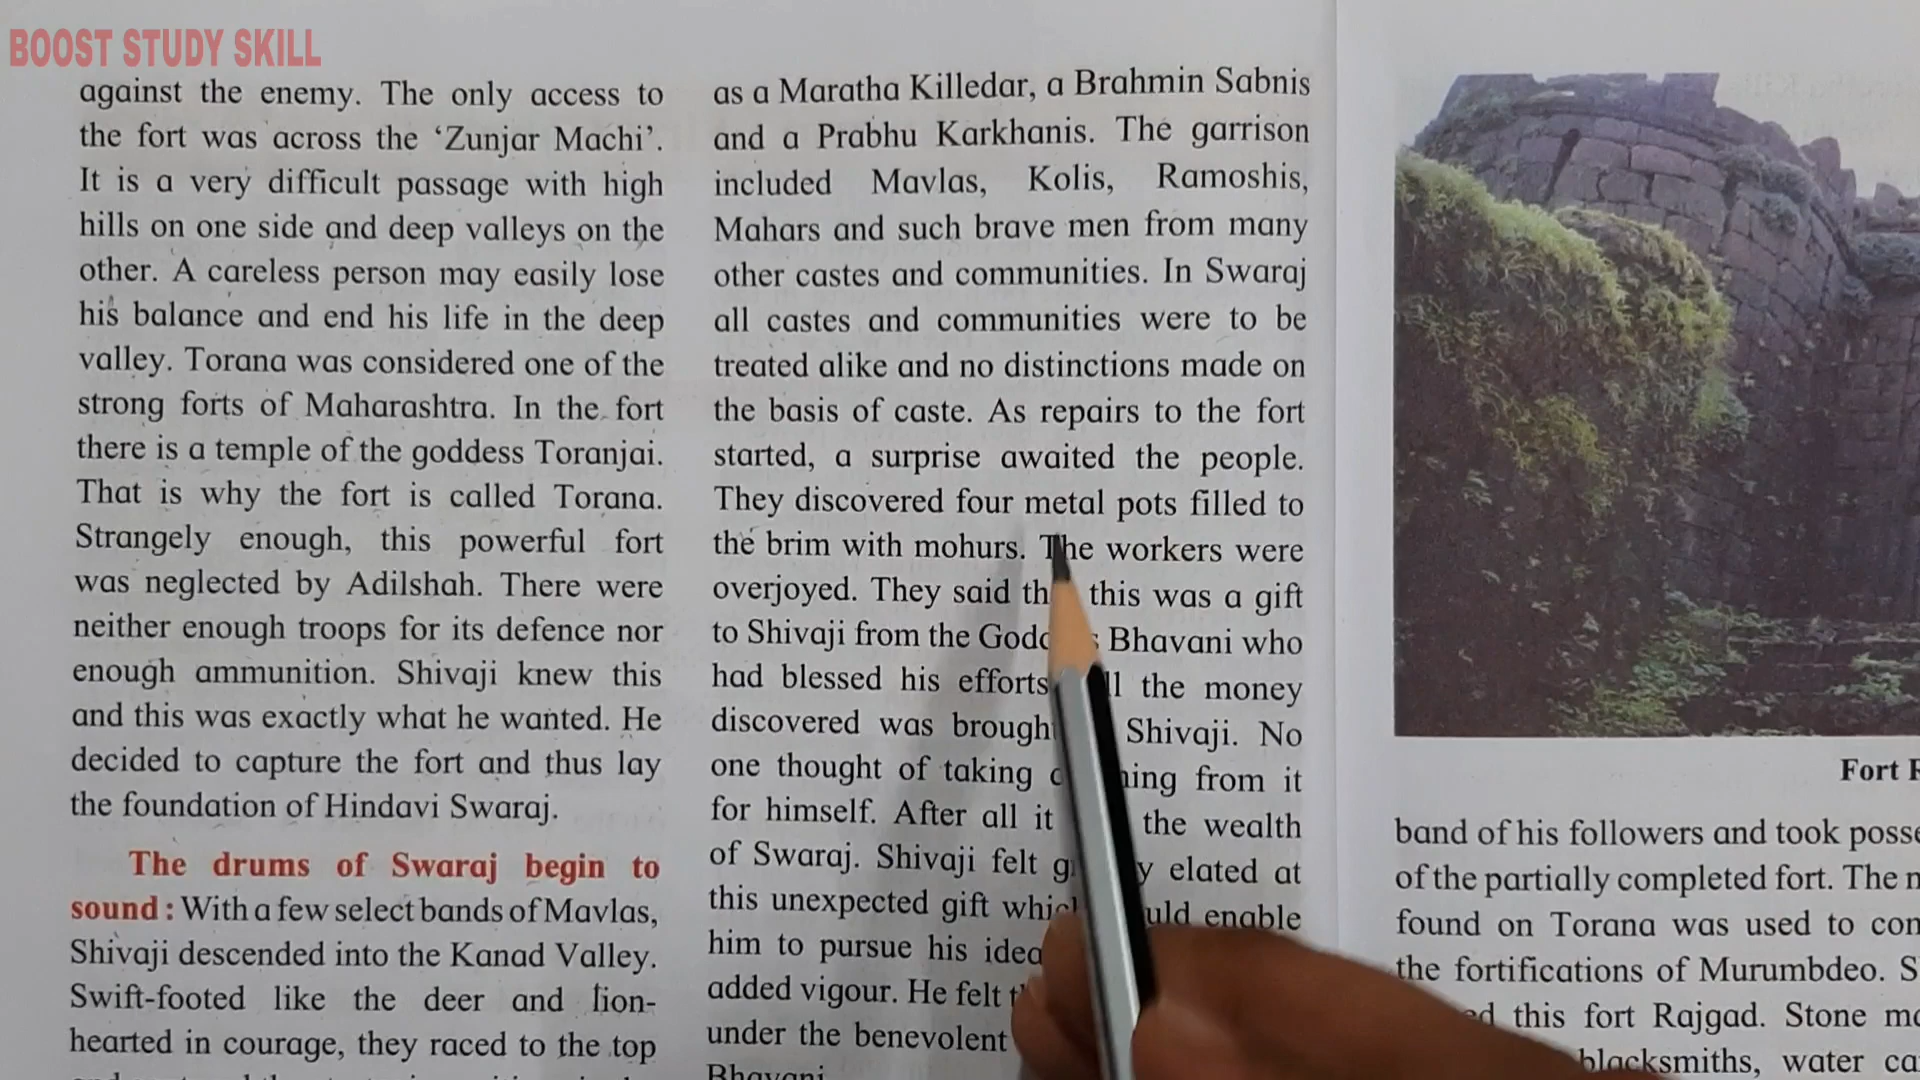 BOOST STUDY SKILL
against the enemy. The only access to
the fort was across the ‘Zunjar Machi’.
It is a very difficult passage with high
hills on one side and deep valleys on the
other. A careless person may easily lose
his balance and end his life in the deep
valley. Torana was considered one of the
strong forts of Maharashtra. In the fort
there is a temple of the goddess Toranjai.
That is why the fort is called Torana.
Strangely enough, this powerful fort
was neglected by Adilshah. There were
neither enough troops for its defence nor
enough ammunition. Shivaji knew this
and this was exactly what he wanted. He
decided to capture the fort and thus lay
the foundation of Hindavi Swaraj.
The drums of Swaraj begin to
sound : With a few select bands of Mavlas,
Shivaji descended into the Kanad Valley.
Swift-footed like the deer and lion-
hearted in courage, they raced to the top
as a Maratha Killedar, a Brahmin Sabnis
and a Prabhu Karkhanis. The garrison
included Mavlas, Kolis, Ramoshis,
Mahars and such brave men from many
other castes and communities. In Swaraj
all castes and communities were to be
treated alike and no distinctions made on
the basis of caste. As repairs to the fort
started, a surprise awaited the people.
They discovered four metal pots filled to
the brim with mohurs. The workers were
overjoyed. They said this was a gift
to Shivaji from the Bhavani who
had blessed his efforts the money
discovered was Shivaji. No
one thought of taking from it
for himself. After all it the wealth
of Swaraj. Shivaji felt elated at
this unexpected gift enable
him to pursue his
added vigour. He felt
under the benevolent
Bhavani
Fort
band of his followers and took
of the partially completed fort. The
found on Torana was used to
the fortifications of Murumbdeo.
this fort Rajgad. Stone
blacksmiths, water